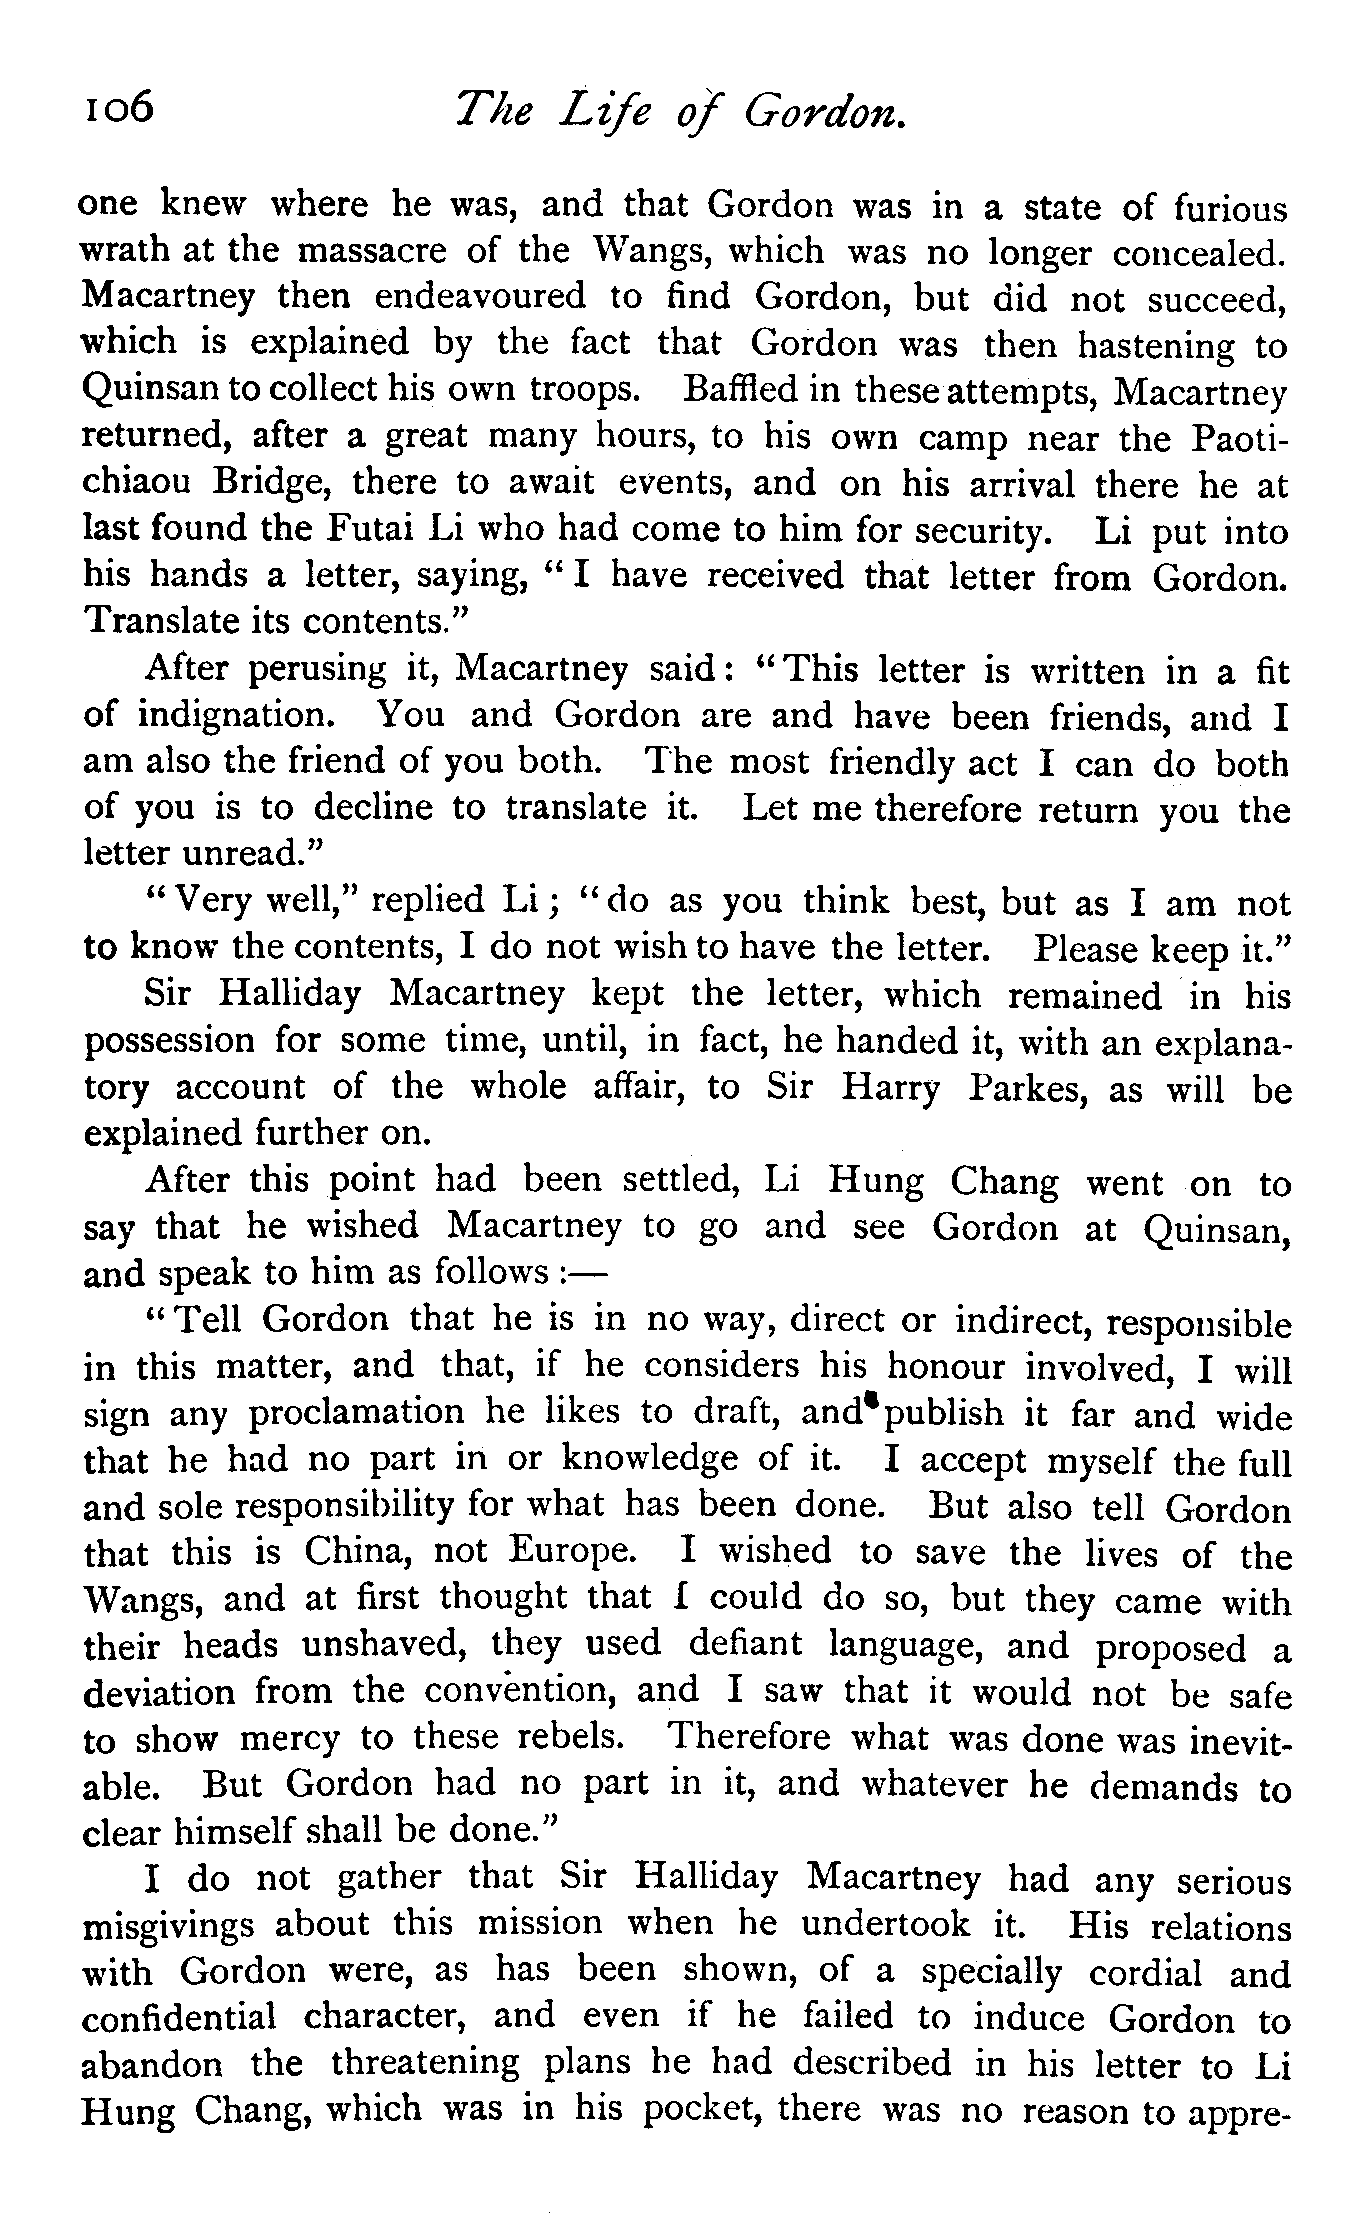 106 The Life of Gordon.
one knew where he was, and that Gordon was in a state of furious
wrath at the massacre of the Wangs, which was no longer concealed.
Macartney then endeavoured to find Gordon, but did not succeed,
which is explained by the fact that Gordon was then hastening to
Quinsan to collect his own troops. Baffled in these attempts, Macartney
returned, after a great many hours, to his own camp near the Paoti-
chiaou Bridge, there to await events, and on his arrival there he at
last found the Futai Li who had come to him for security. Li put into
his hands a letter, saying, “ I have received that letter from Gordon.
Translate its contents.”
After perusing it, Macartney said : “ This letter is written in a fit
of indignation. You and Gordon are and have been friends, and I
am also the friend of you both. The most friendly act I can do both
of you is to decline to translate it. Let me therefore return you the
letter unread.”
“ Very well,” replied Li ; “ do as you think best, but as I am not
to know the contents, I do not wish to have the letter. Please keep it.”
Sir Halliday Macartney kept the letter, which remained in his
possession for some time, until, in fact, he handed it, with an explana-
tory account of the whole affair, to Sir Harry Parkes, as will be
explained further on.
After this point had been settled, Li Hung Chang went on to
say that he wished Macartney to go and see Gordon at Quinsan,
and speak to him as follows :—
“ Tell Gordon that he is in no way, direct or indirect, responsible
in this matter, and that, if he considers his honour involved, I will
sign any proclamation he likes to draft, and publish it far and wide
that he had no part in or knowledge of it. I accept myself the full
and sole responsibility for what has been done. But also tell Gordon
that this is China, not Europe. I wished to save the lives of the
Wangs, and at first thought that I could do so, but they came with
their heads unshaved, they used defiant language, and proposed a
deviation from the convention, and I saw that it would not be safe
to show mercy to these rebels. Therefore what was done was inevit-
able. But Gordon had no part in it, and whatever he demands to
clear himself shall be done.”
I do not gather that Sir Halliday Macartney had any serious
misgivings about this mission when he undertook it. His relations
with Gordon were, as has been shown, of a specially cordial and
confidential character, and even if he failed to induce Gordon to
abandon the threatening plans he had described in his letter to Li
Hung Chang, which was in his pocket, there was no reason to appre-